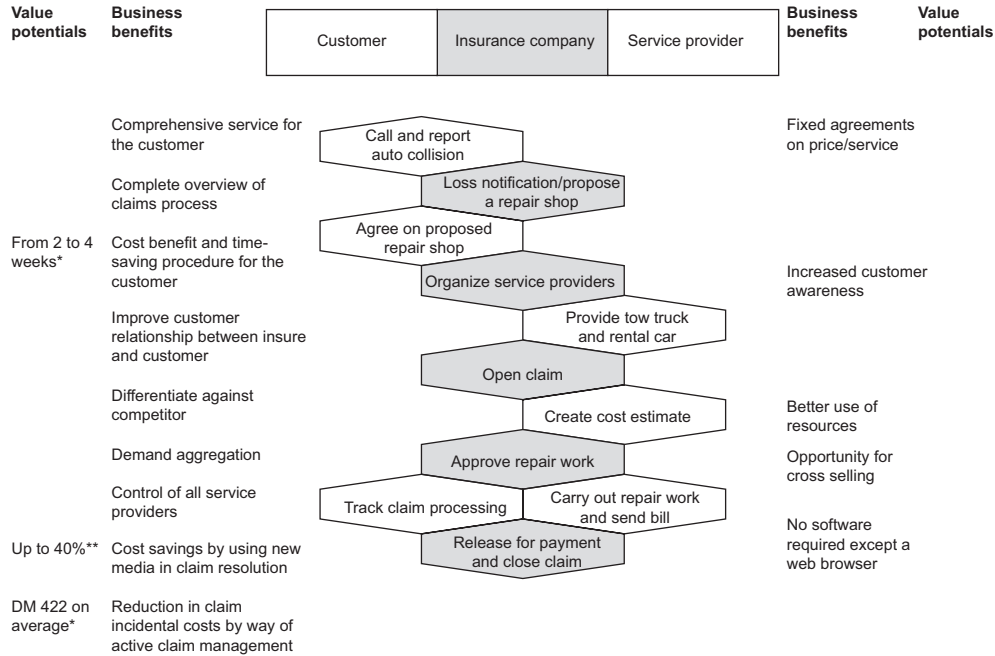 Value
potentials
Business
benefits
Customer
Insurance company
Service provider
Business
benefits
Value
potentials
Comprehensive service for
the customer
Call and report
auto collision
Fixed agreements
on price/service
Complete overview of
claims process
Loss notification/propose
a repair shop
From 2 to 4
weeks*
Cost benefit and time-
saving procedure for the
customer
Agree on proposed
repair shop
Organize service providers
Increased customer
awareness
Improve customer
relationship between insure
and customer
Provide tow truck
and rental car
Open claim
Differentiate against
competitor
Create cost estimate
Better use of
resources
Demand aggregation
Approve repair work
Opportunity for
cross selling
Control of all service
providers
Track claim processing
Carry out repair work
and send bill
No software
required except a
web browser
Up to 40%**
Cost savings by using new
media in claim resolution
Release for payment
and close claim
DM 422 on
average*
Reduction in claim
incidental costs by way of
active claim management